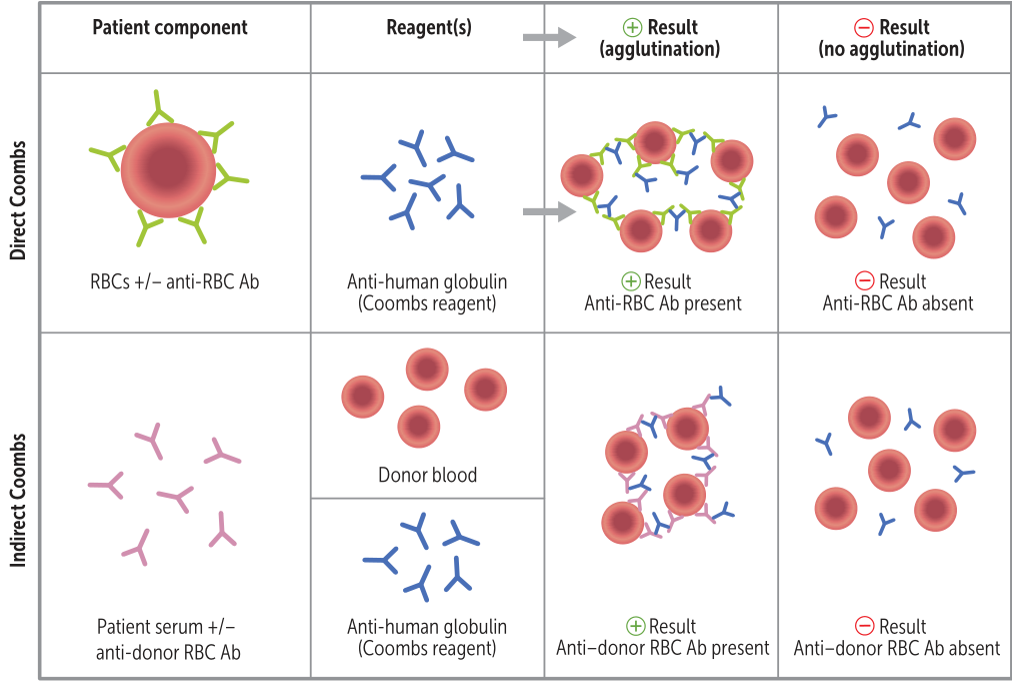 Patient component
Reagent(s)
⊕ Result
(agglutination)
⊖ Result
(no agglutination)
Direct Coombs
RBCs +/– anti-RBC Ab
Anti-human globulin
(Coombs reagent)
⊕ Result
Anti-RBC Ab present
⊖ Result
Anti-RBC Ab absent
Indirect Coombs
Patient serum +/–
anti-donor RBC Ab
Donor blood
Anti-human globulin
(Coombs reagent)
⊕ Result
Anti–donor RBC Ab present
⊖ Result
Anti–donor RBC Ab absent